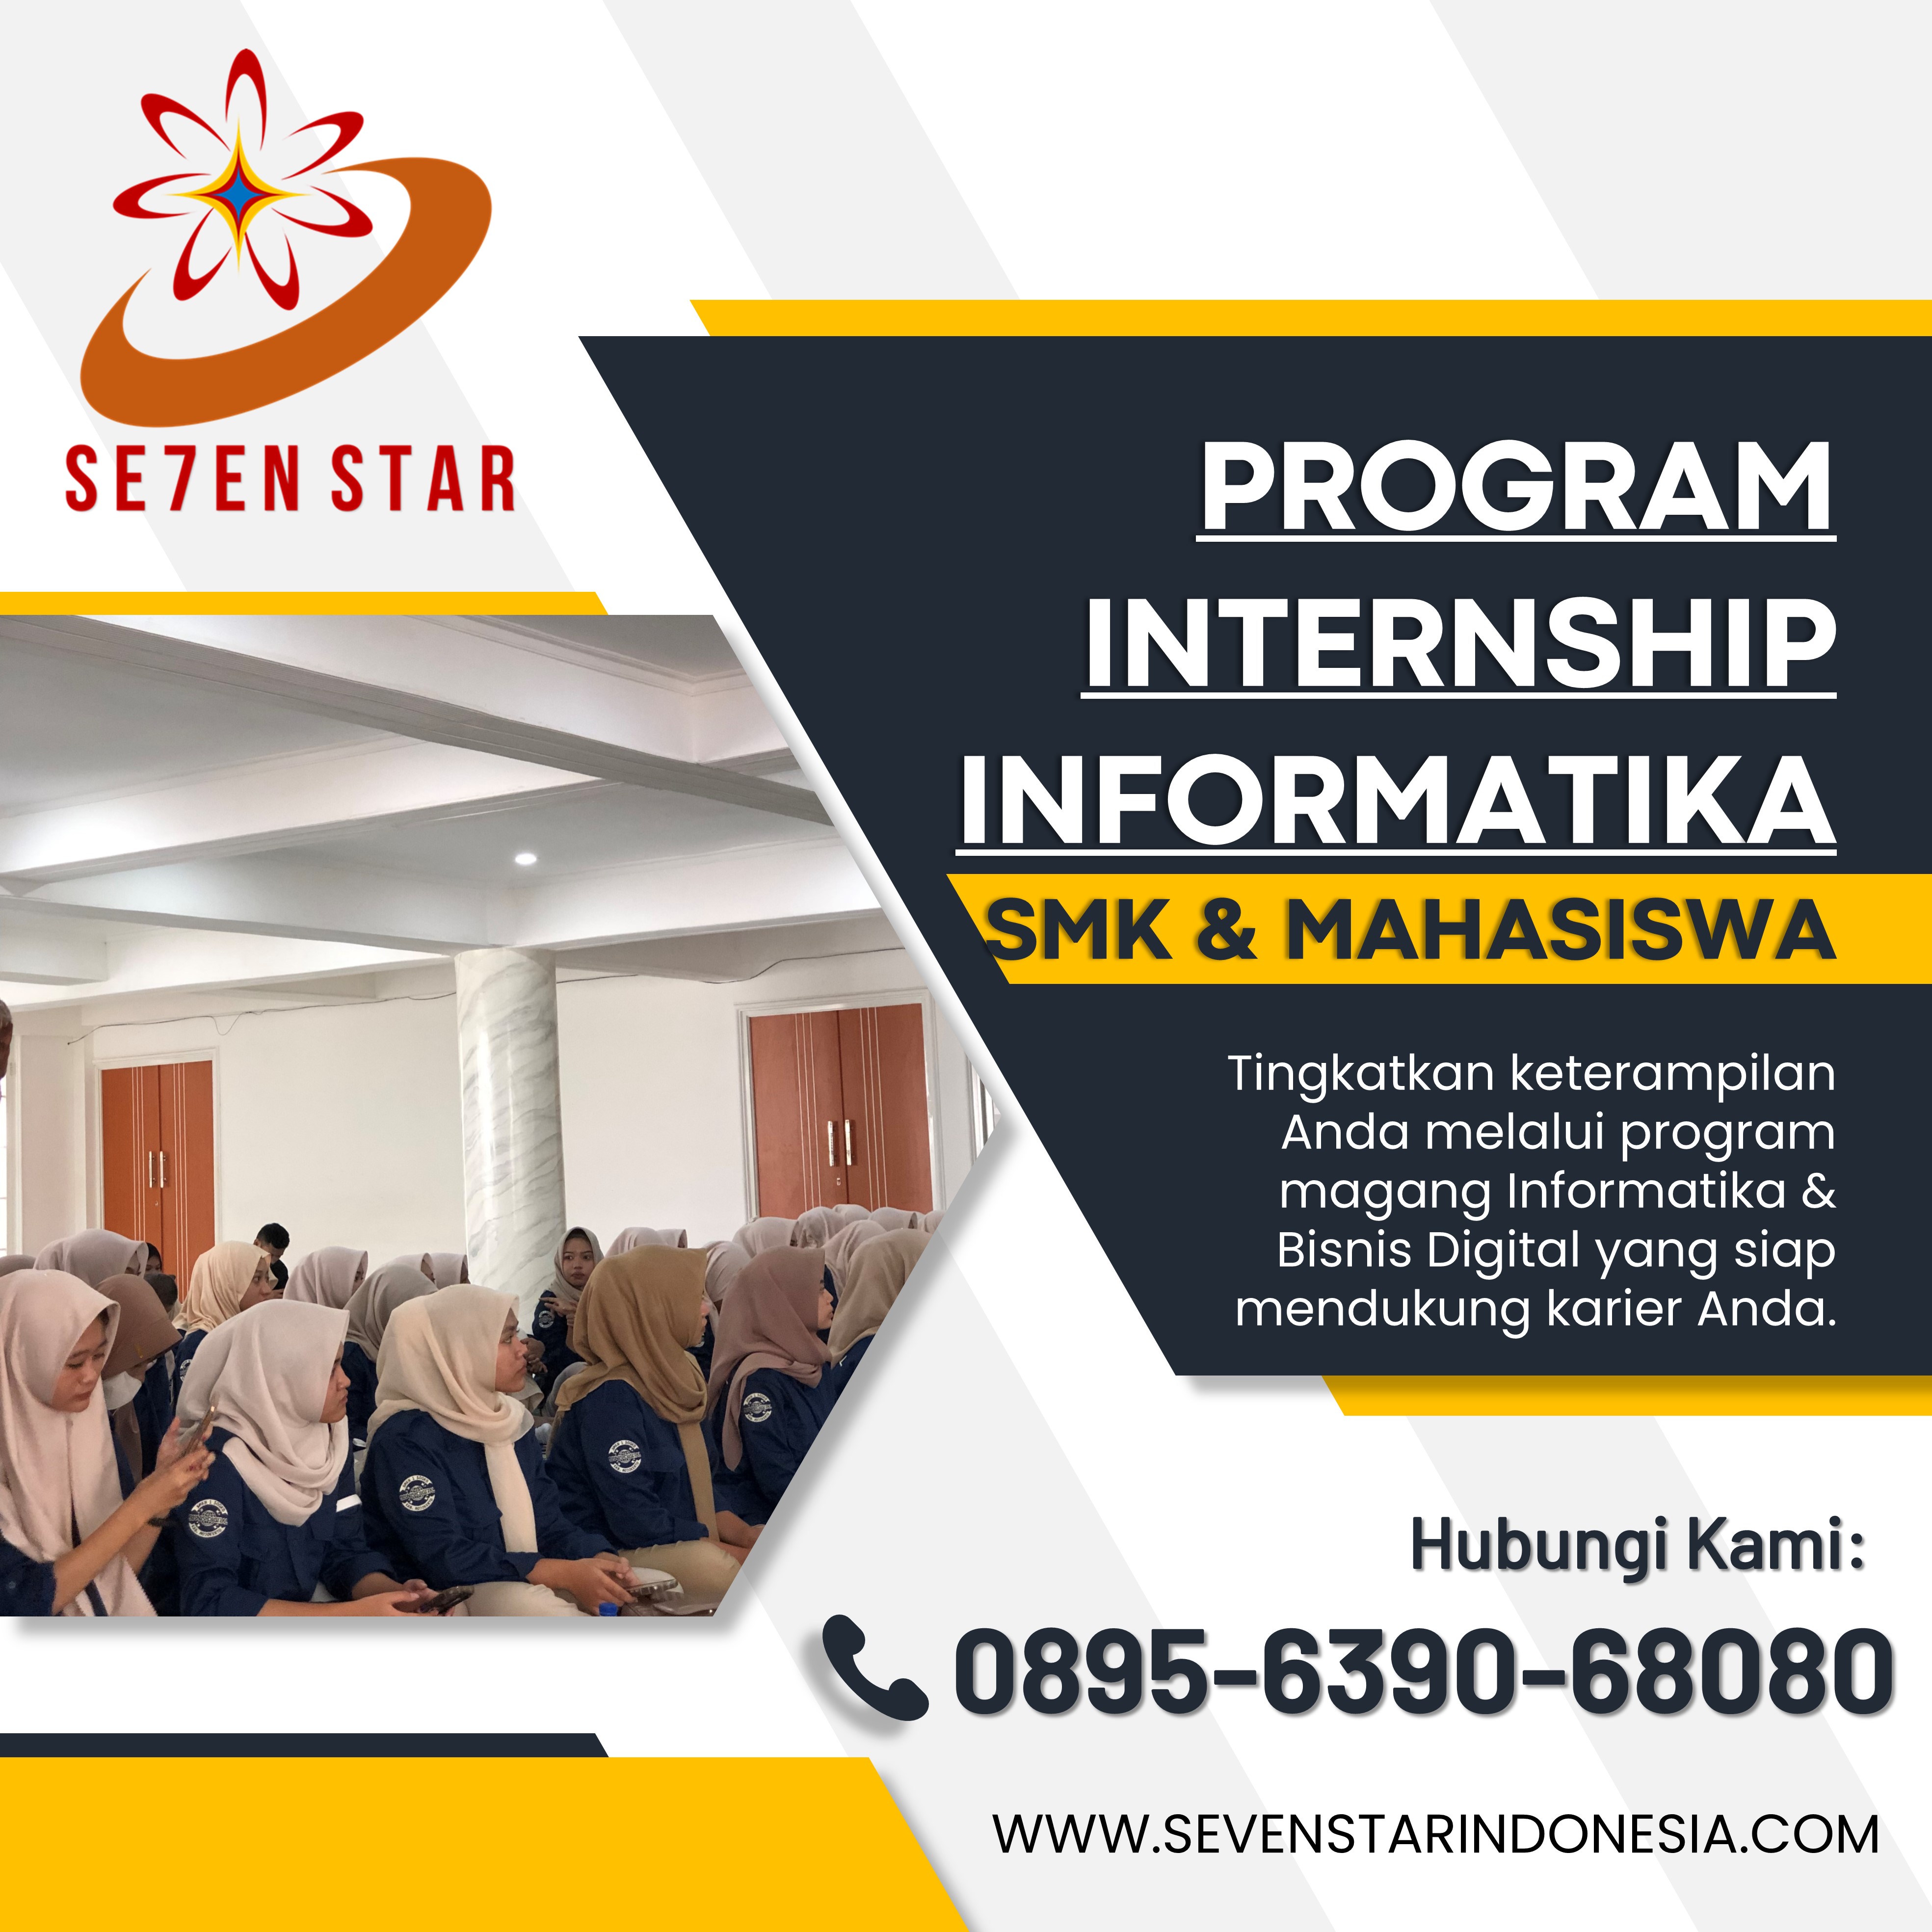 SE7EN STAR
PROGRAM
INTERNSHIP
INFORMATIKA
SMK & MAHASISWA
Tingkatkan keterampilan
Anda melalui program
magang Informatika &
Bisnis Digital yang siap
mendukung karier Anda.
Hubungi Kami:
0895-6390-68080
WWW.SEVENSTARINDONESIA.COM